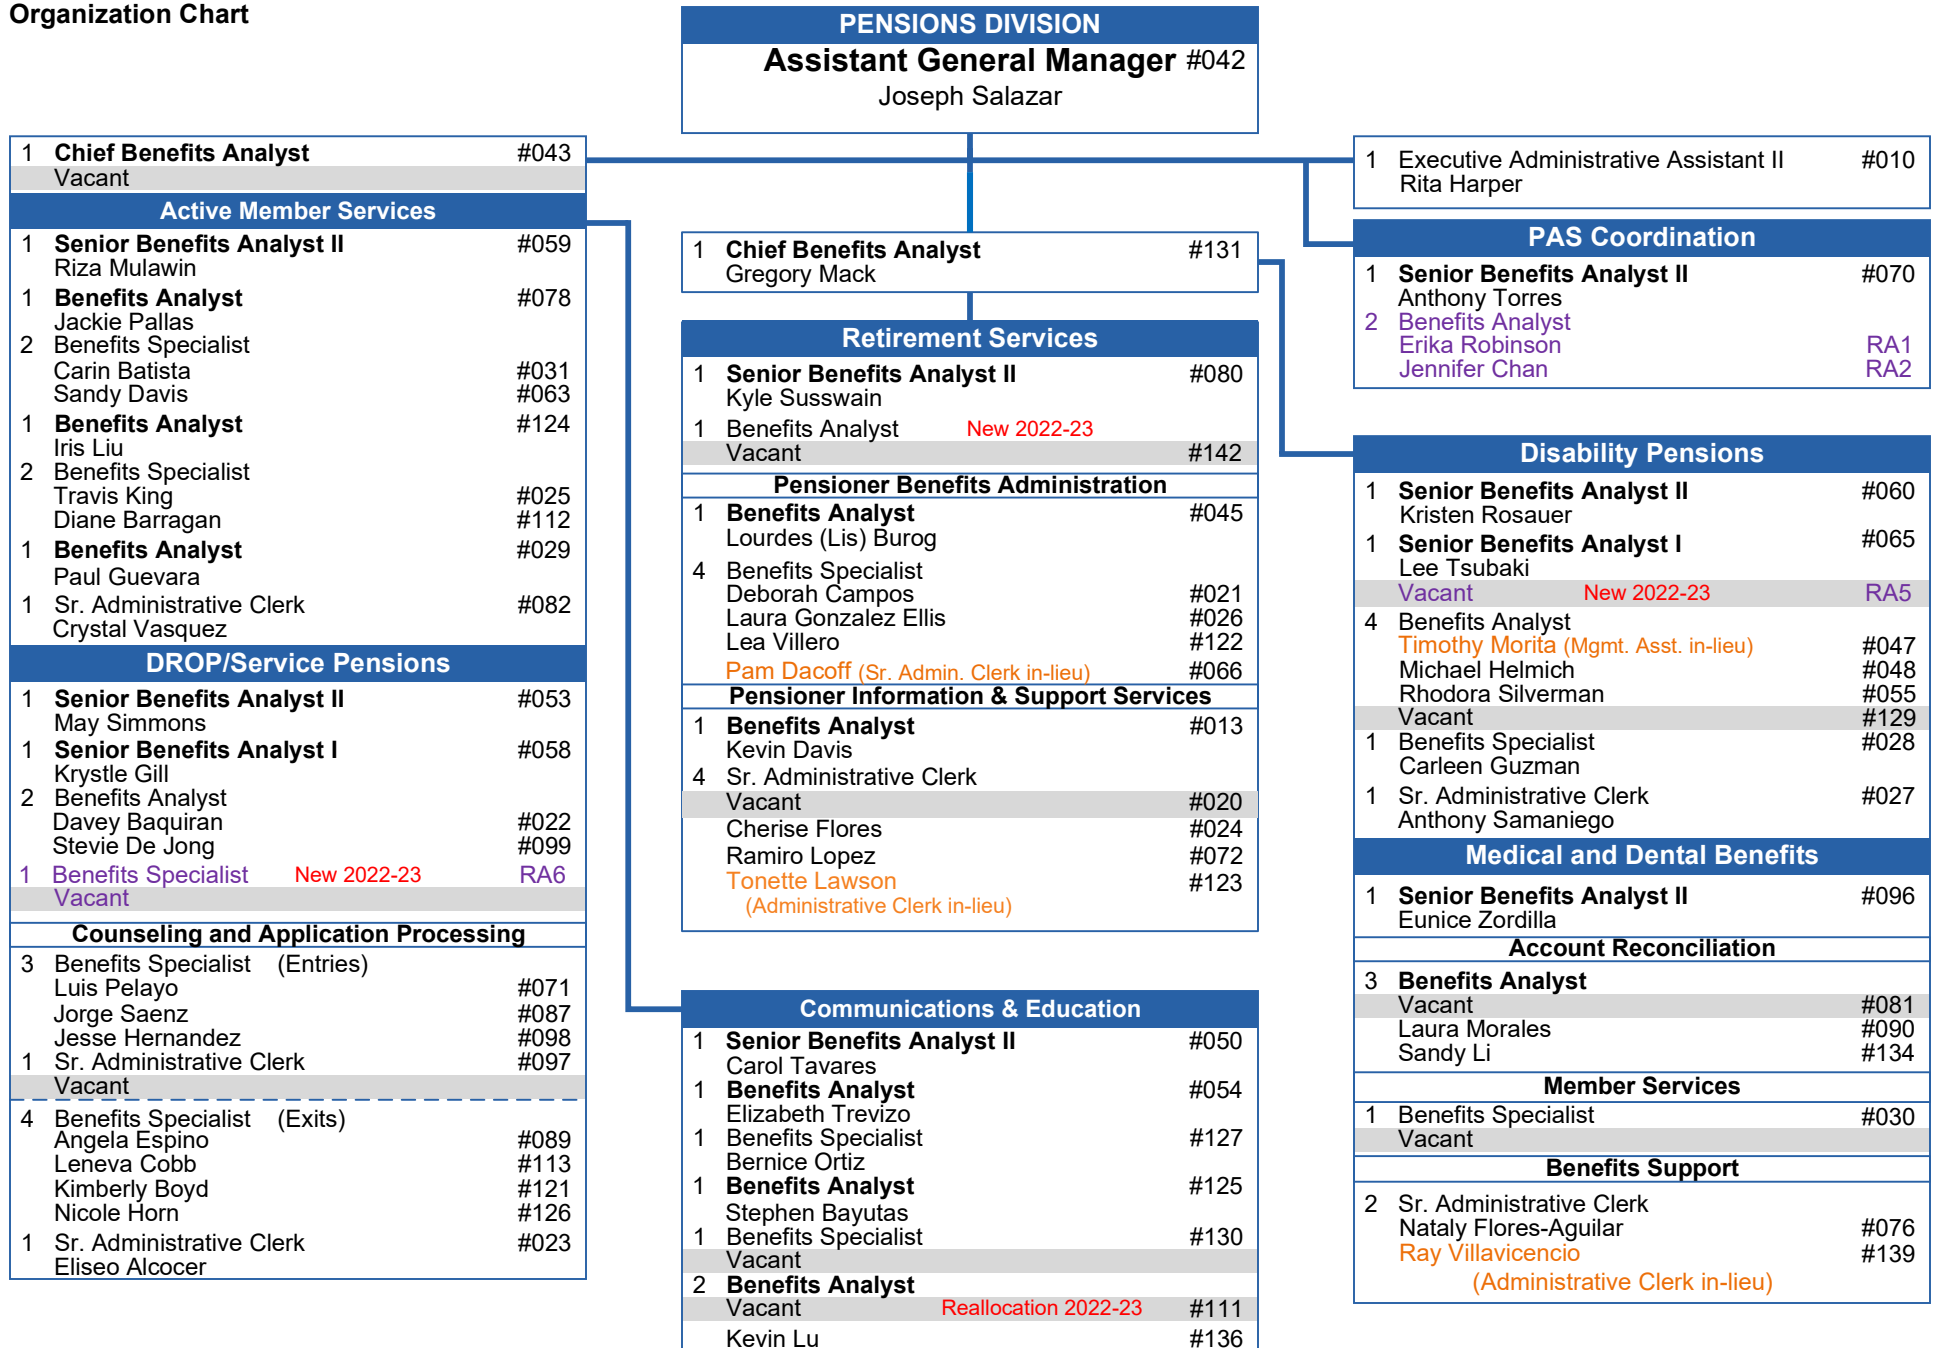 Organization Chart
PENSIONS DIVISION
Assistant General Manager #042
Joseph Salazar
1 Chief Benefits Analyst #043
Vacant
Active Member Services
1 Senior Benefits Analyst II #059
Riza Mulawin
1 Benefits Analyst #078
Jackie Pallas
2 Benefits Specialist
Carin Batista #031
Sandy Davis #063
1 Benefits Analyst #124
Iris Liu
2 Benefits Specialist
Travis King #025
Diane Barragan #112
1 Benefits Analyst #029
Paul Guevara
1 Sr. Administrative Clerk #082
Crystal Vasquez
DROP/Service Pensions
1 Senior Benefits Analyst II #053
May Simmons
1 Senior Benefits Analyst I #058
Krystle Gill
2 Benefits Analyst
Davey Baquiran #022
Stevie De Jong #099
1 Benefits Specialist New 2022-23 RA6
Vacant
Counseling and Application Processing
3 Benefits Specialist (Entries)
Luis Pelayo #071
Jorge Saenz #087
Jesse Hernandez #098
1 Sr. Administrative Clerk #097
Vacant
4 Benefits Specialist (Exits)
Angela Espino #089
Leneva Cobb #113
Kimberly Boyd #121
Nicole Horn #126
1 Sr. Administrative Clerk #023
Eliseo Alcocer
1 Chief Benefits Analyst #131
Gregory Mack
Retirement Services
1 Senior Benefits Analyst II #080
Kyle Susswain
1 Benefits Analyst New 2022-23
Vacant #142
Pensioner Benefits Administration
1 Benefits Analyst #045
Lourdes (Lis) Burog
4 Benefits Specialist
Deborah Campos #021
Laura Gonzalez Ellis #026
Lea Villero #122
Pam Dacoff (Sr. Admin. Clerk in-lieu) #066
Pensioner Information & Support Services
1 Benefits Analyst #013
Kevin Davis
4 Sr. Administrative Clerk
Vacant #020
Cherise Flores #024
Ramiro Lopez #072
Tonette Lawson #123
(Administrative Clerk in-lieu)
Communications & Education
1 Senior Benefits Analyst II #050
Carol Tavares
1 Benefits Analyst #054
Elizabeth Trevizo
1 Benefits Specialist #127
Bernice Ortiz
1 Benefits Analyst #125
Stephen Bayutas
1 Benefits Specialist #130
Vacant
2 Benefits Analyst
Vacant Reallocation 2022-23 #111
Kevin Lu #136
1 Executive Administrative Assistant II #010
Rita Harper
PAS Coordination
1 Senior Benefits Analyst II #070
Anthony Torres
2 Benefits Analyst
Erika Robinson RA1
Jennifer Chan RA2
Disability Pensions
1 Senior Benefits Analyst II #060
Kristen Rosauer
1 Senior Benefits Analyst I #065
Lee Tsubaki
Vacant New 2022-23 RA5
4 Benefits Analyst
Timothy Morita (Mgmt. Asst. in-lieu) #047
Michael Helmich #048
Rhodora Silverman #055
Vacant #129
1 Benefits Specialist #028
Carleen Guzman
1 Sr. Administrative Clerk #027
Anthony Samaniego
Medical and Dental Benefits
1 Senior Benefits Analyst II #096
Eunice Zordilla
Account Reconciliation
3 Benefits Analyst
Vacant #081
Laura Morales #090
Sandy Li #134
Member Services
1 Benefits Specialist #030
Vacant
Benefits Support
2 Sr. Administrative Clerk
Nataly Flores-Aguilar #076
Ray Villavicencio #139
(Administrative Clerk in-lieu)